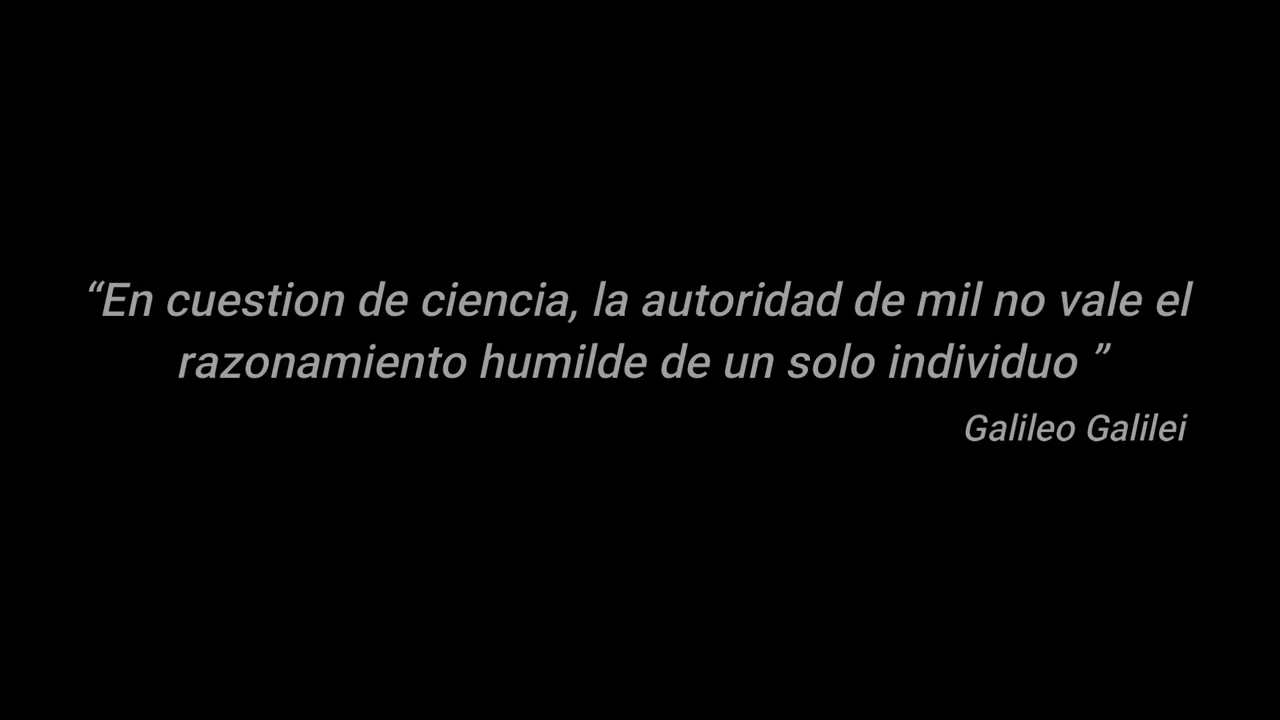 “En cuestion de ciencia, la autoridad de mil no vale el
razonamiento humilde de un solo individuo ”
Galileo Galilei